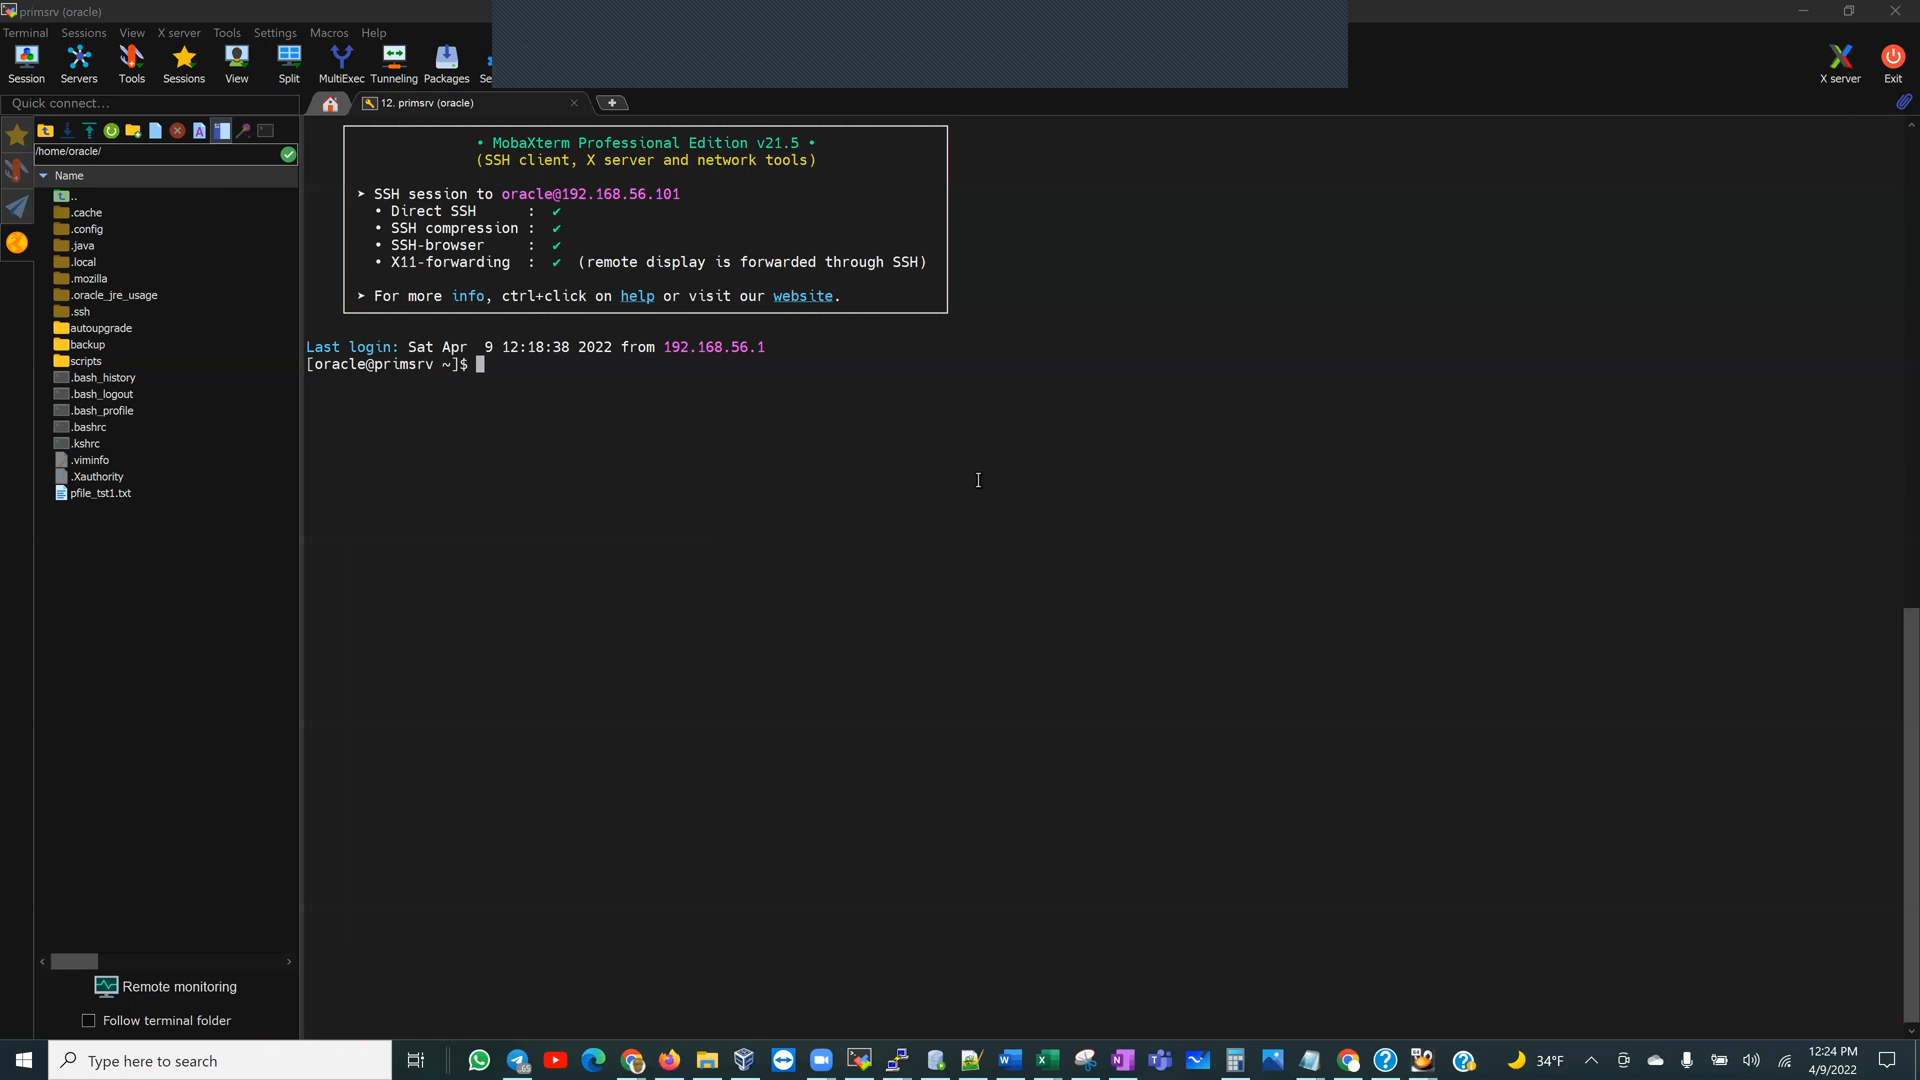 primsrv (oracle)
Terminal Sessions View X server Tools Settings Macros Help
Session Servers Tools Sessions View Split MultiExec Tunneling Packages Se
X server Exit
Quick connect...
12. primsrv (oracle)
/home/oracle/
Name
..
.cache
.config
.java
.local
.mozilla
.oracle_jre_usage
.ssh
autoupgrade
backup
scripts
.bash_history
.bash_logout
.bash_profile
.bashrc
.kshrc
.viminfo
.Xauthority
pfile_tst1.txt
Remote monitoring
Follow terminal folder
• MobaXterm Professional Edition v21.5 •
(SSH client, X server and network tools)
➤ SSH session to oracle@192.168.56.101
• Direct SSH : ✔
• SSH compression : ✔
• SSH-browser : ✔
• X11-forwarding : ✔ (remote display is forwarded through SSH)
➤ For more info, ctrl+click on help or visit our website.
Last login: Sat Apr 9 12:18:38 2022 from 192.168.56.1
[oracle@primsrv ~]$
Type here to search
65
34°F
12:24 PM
4/9/2022